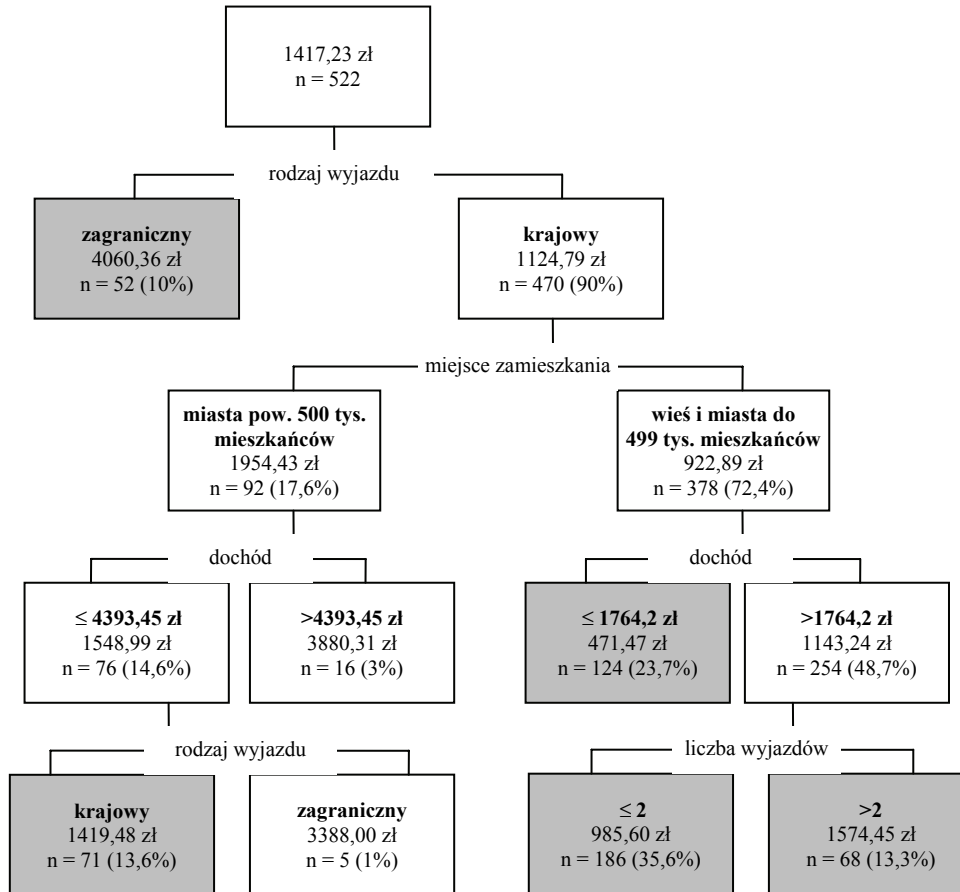 1417,23 zł
n = 522
rodzaj wyjazdu
zagraniczny
4060,36 zł
n = 52 (10%)
krajowy
1124,79 zł
n = 470 (90%)
miejsce zamieszkania
miasta pow. 500 tys.
mieszkańców
1954,43 zł
n = 92 (17,6%)
wieś i miasta do
499 tys. mieszkańców
922,89 zł
n = 378 (72,4%)
dochód
≤ 4393,45 zł
1548,99 zł
n = 76 (14,6%)
>4393,45 zł
3880,31 zł
n = 16 (3%)
dochód
≤ 1764,2 zł
471,47 zł
n = 124 (23,7%)
>1764,2 zł
1143,24 zł
n = 254 (48,7%)
rodzaj wyjazdu
krajowy
1419,48 zł
n = 71 (13,6%)
zagraniczny
3388,00 zł
n = 5 (1%)
liczba wyjazdów
≤ 2
985,60 zł
n = 186 (35,6%)
>2
1574,45 zł
n = 68 (13,3%)